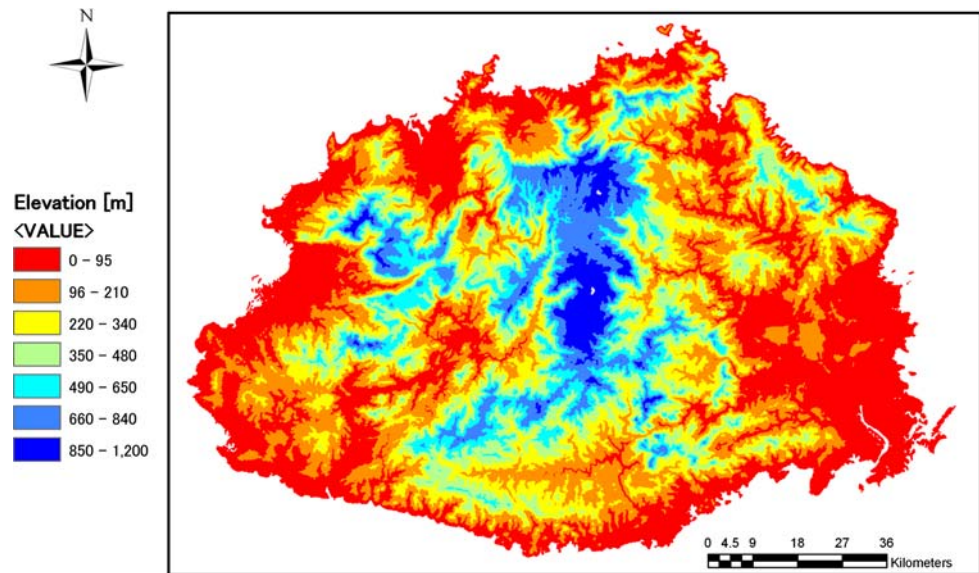 N
Elevation [m]
<VALUE>
0 – 95
96 – 210
220 – 340
350 – 480
490 – 650
660 – 840
850 – 1,200
0 4.5 9 18 27 36
Kilometers